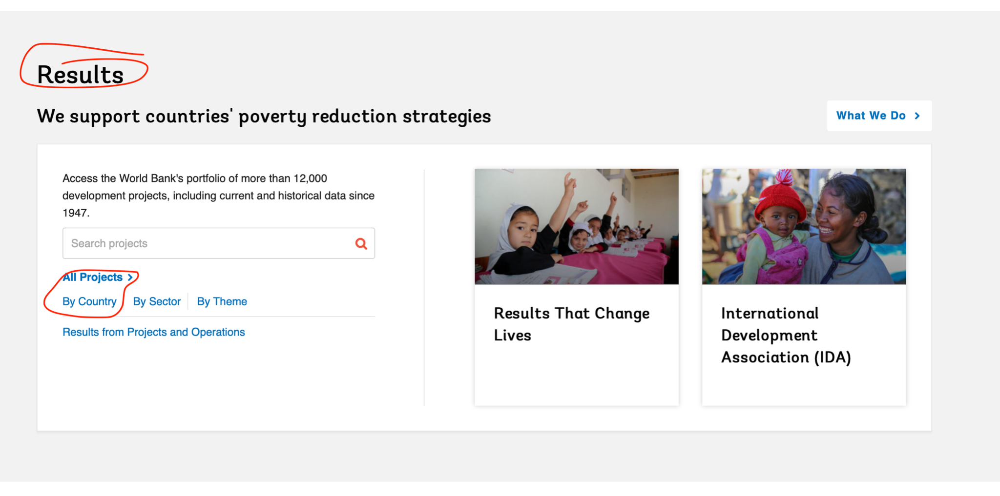 Results
We support countries' poverty reduction strategies
What We Do
Access the World Bank's portfolio of more than 12,000
development projects, including current and historical data since
1947.
Search projects
All Projects
By Country
By Sector
By Theme
Results from Projects and Operations
Results That Change
Lives
International
Development
Association (IDA)